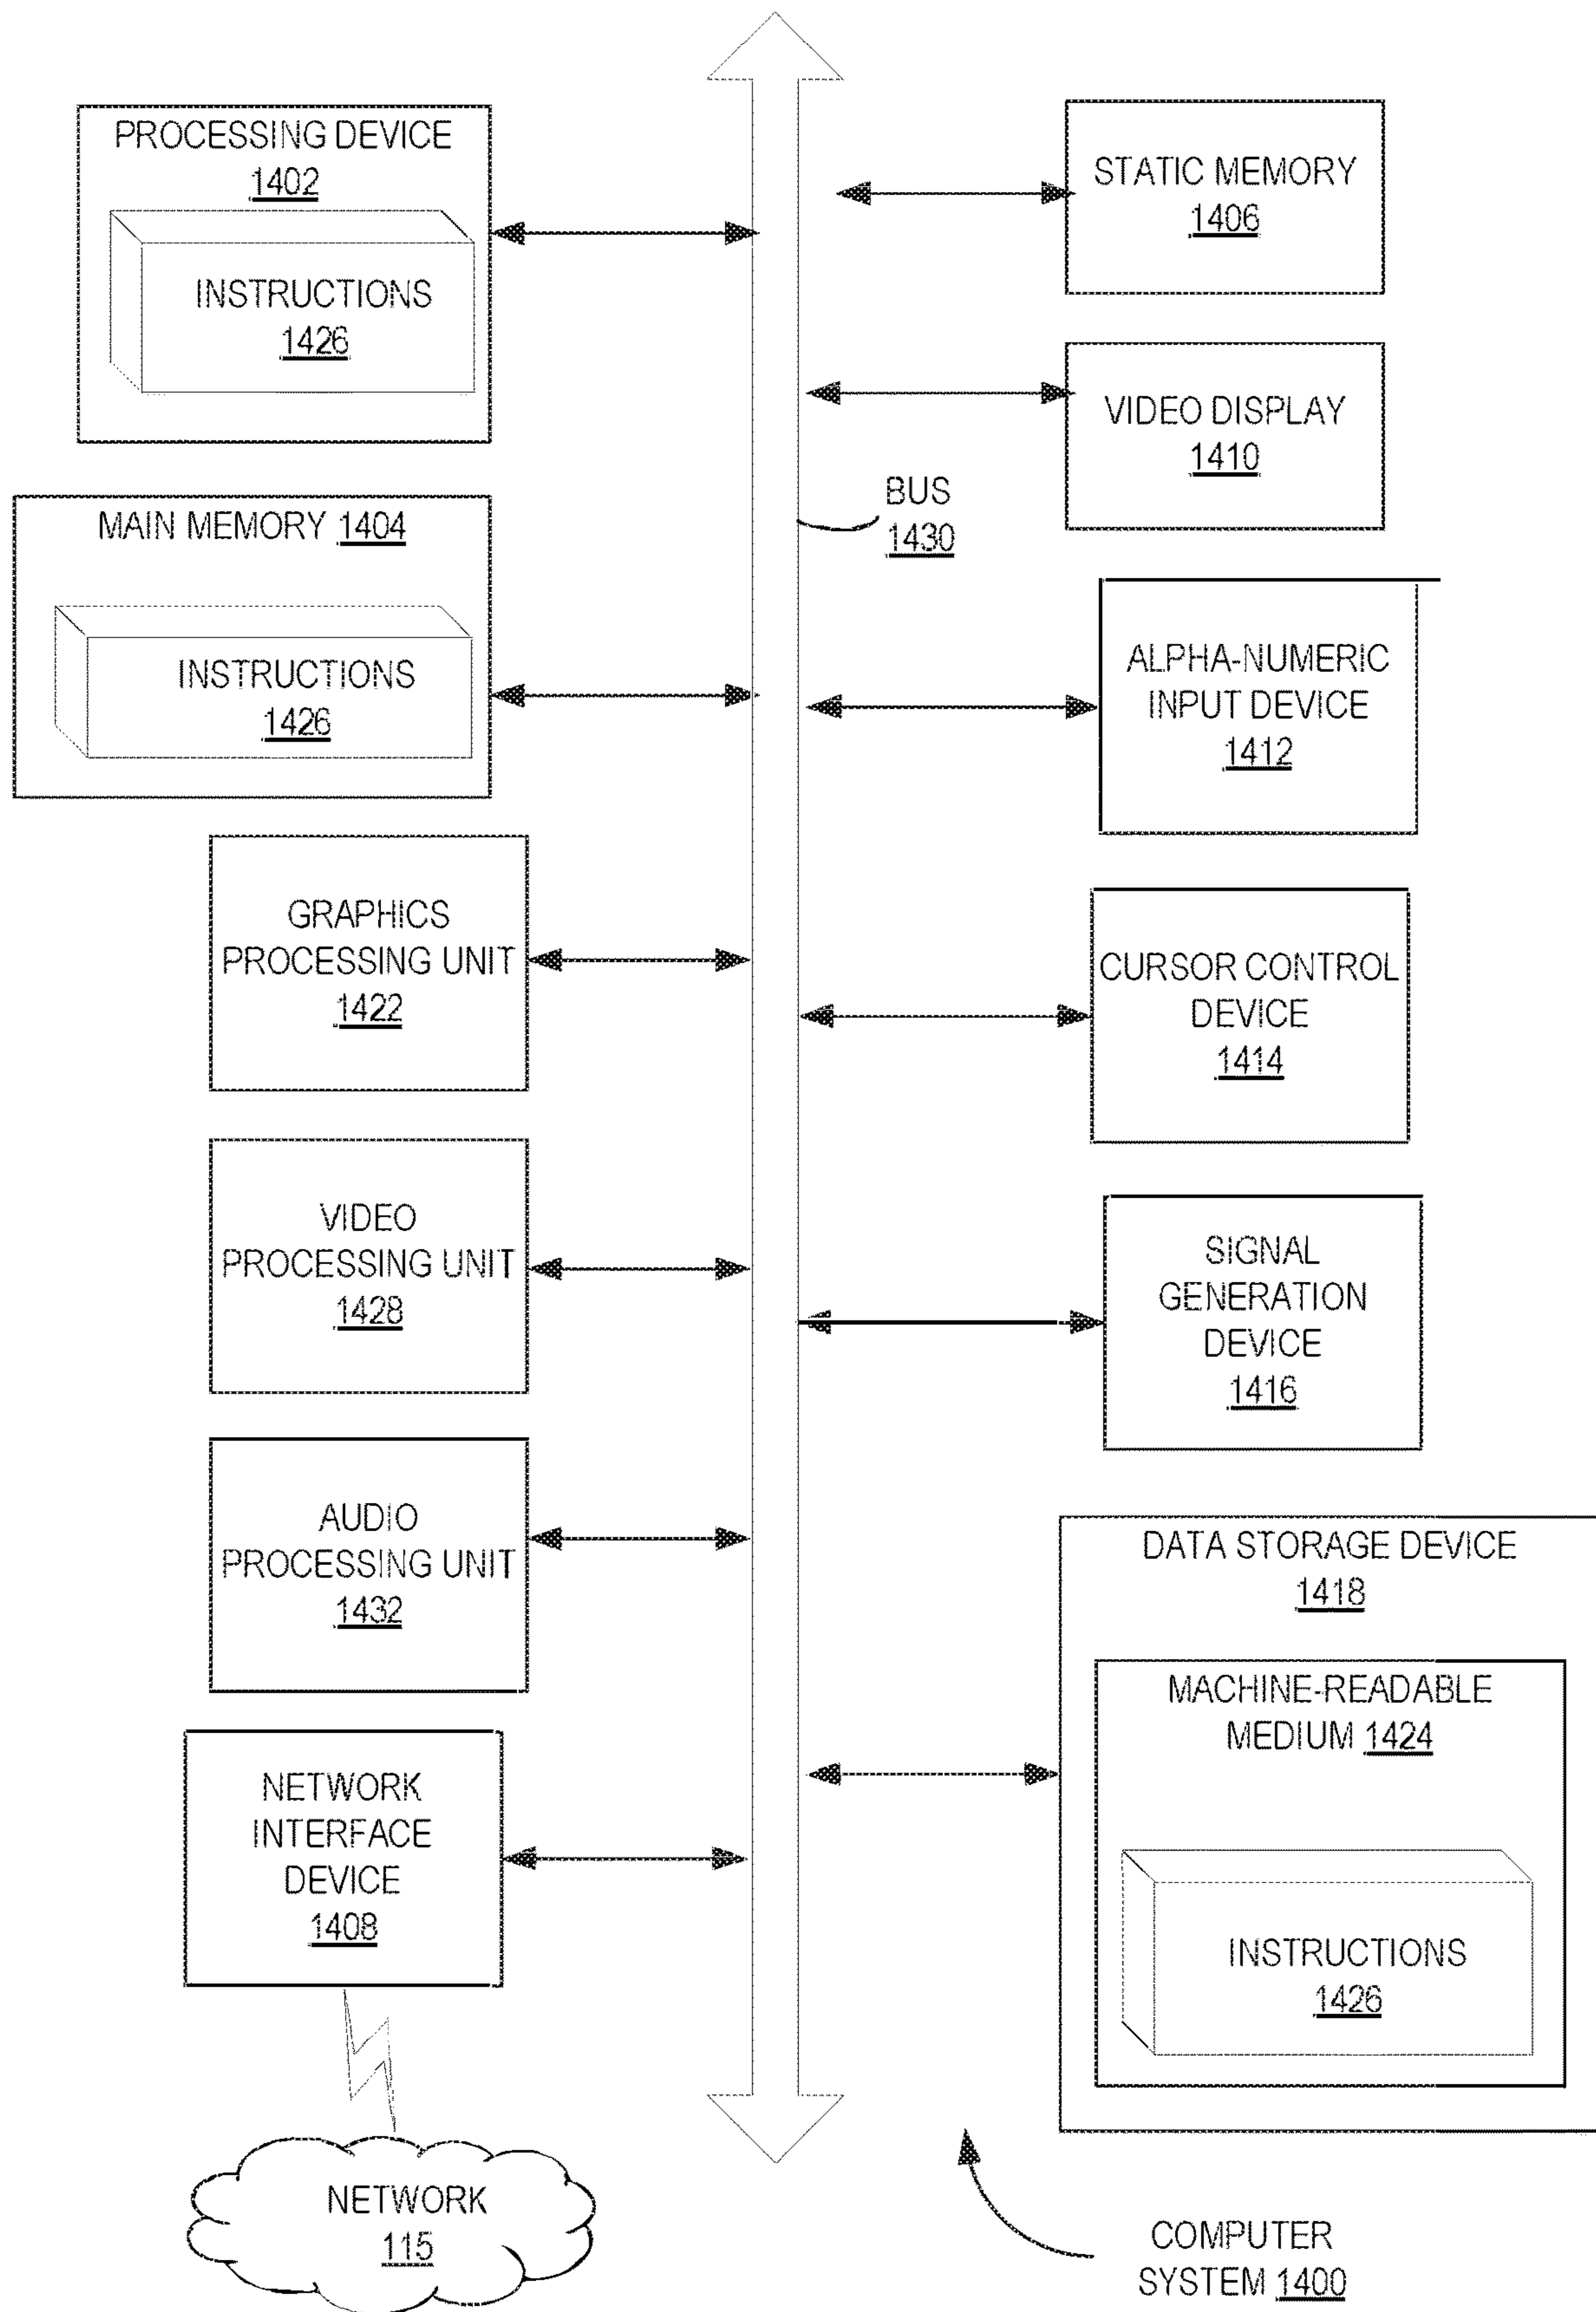 PROCESSING DEVICE
1402
INSTRUCTIONS
1426
MAIN MEMORY 1404
INSTRUCTIONS
1426
GRAPHICS
PROCESSING UNIT
1422
VIDEO
PROCESSING UNIT
1428
AUDIO
PROCESSING UNIT
1432
NETWORK
INTERFACE
DEVICE
1408
NETWORK
115
BUS
1430
STATIC MEMORY
1406
VIDEO DISPLAY
1410
ALPHA-NUMERIC
INPUT DEVICE
1412
CURSOR CONTROL
DEVICE
1414
SIGNAL
GENERATION
DEVICE
1416
DATA STORAGE DEVICE
1418
MACHINE-READABLE
MEDIUM 1424
INSTRUCTIONS
1426
COMPUTER
SYSTEM 1400